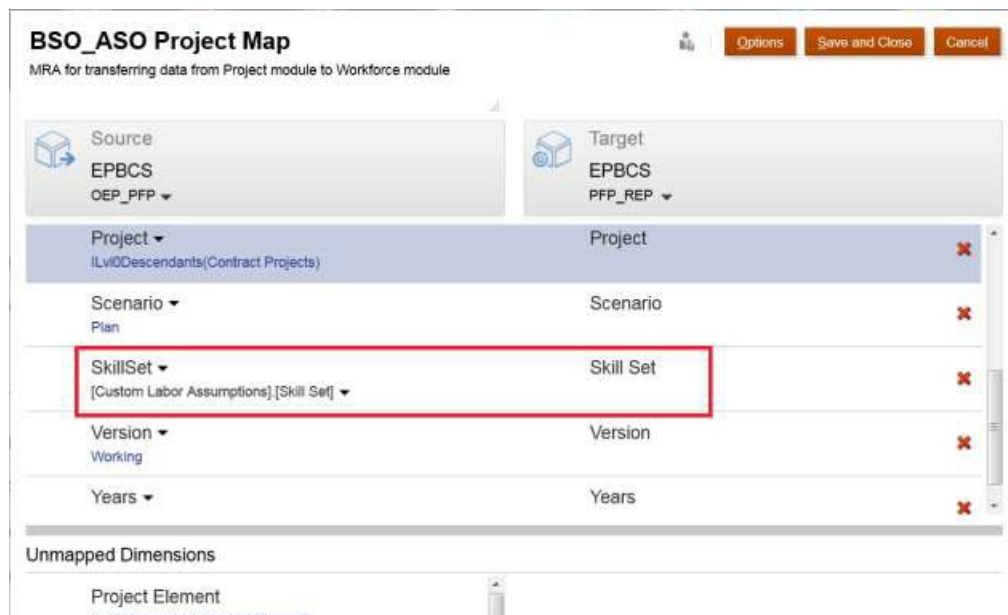 BSO_ASO Project Map
Options
Save and Close
Cancel
MRA for transferring data from Project module to Workforce module
Source
EPBCS
OEP_PFP
Target
EPBCS
PFP_REP
Project
Project
ILvl0Descendants(Contract Projects)
Scenario
Scenario
Plan
SkillSet
Skill Set
[Custom Labor Assumptions].[Skill Set]
Version
Version
Working
Years
Years
Unmapped Dimensions
Project Element